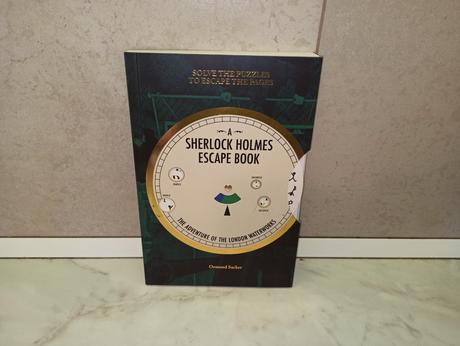 SOLVE THE PUZZLES
TO ESCAPE THE PAGES
A
SHERLOCK HOLMES
ESCAPE BOOK
THE ADVENTURE OF THE LONDON WATERWORKS
Ormond Sacker